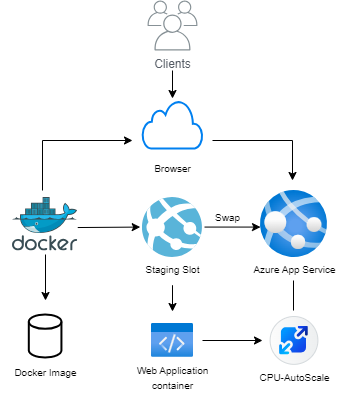 Clients
Browser
docker
Swap
Staging Slot
Azure App Service
Docker Image
Web Application
container
CPU-AutoScale